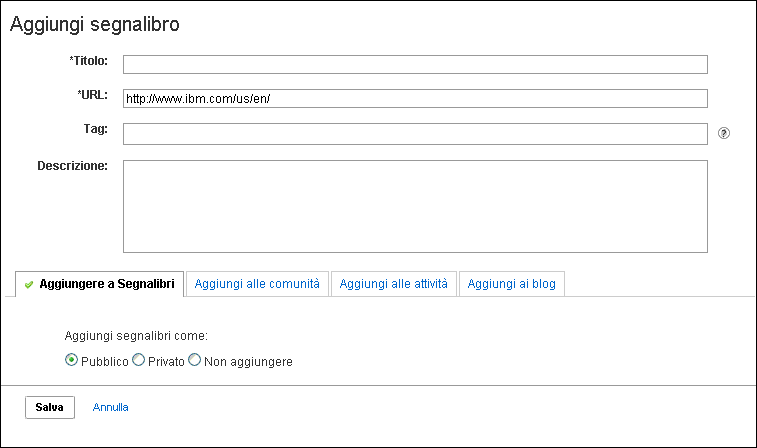 Aggiungi segnalibro
*Titolo:
*URL: http://www.ibm.com/us/en/
Tag: ?
Descrizione:
Aggiungere a Segnalibri Aggiungi alle comunità Aggiungi alle attività Aggiungi ai blog
Aggiungi segnalibri come:
Pubblico Privato Non aggiungere
Salva Annulla